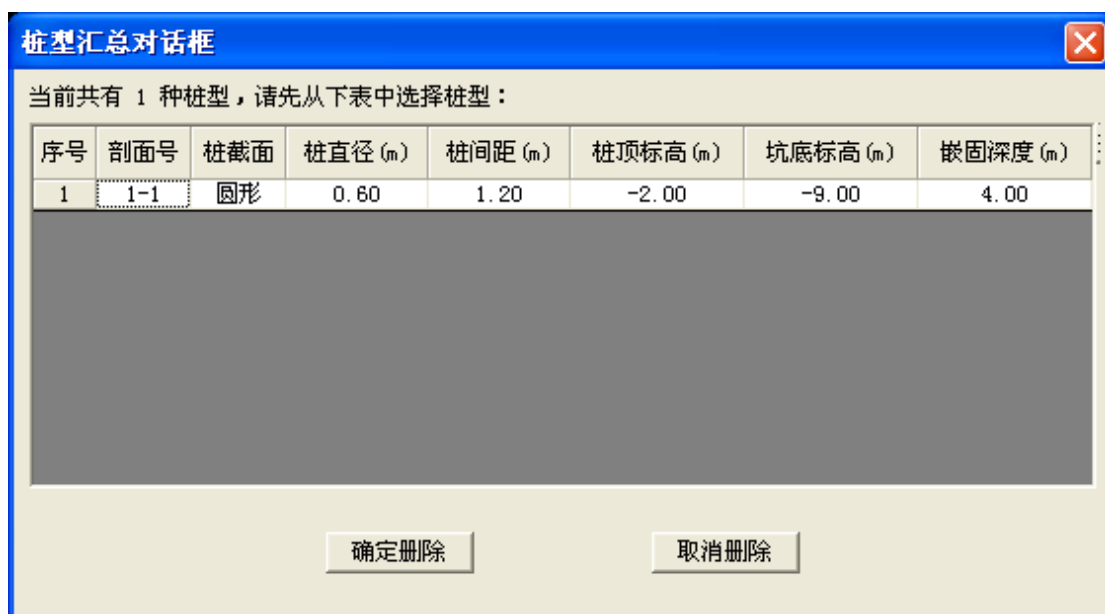 桩型汇总对话框
当前共有 1 种桩型，请先从下表中选择桩型：
序号 剖面号 桩截面 桩直径(m) 桩间距(m) 桩顶标高(m) 坑底标高(m) 嵌固深度(m)
1 1-1 圆形 0.60 1.20 -2.00 -9.00 4.00
确定删除 取消删除